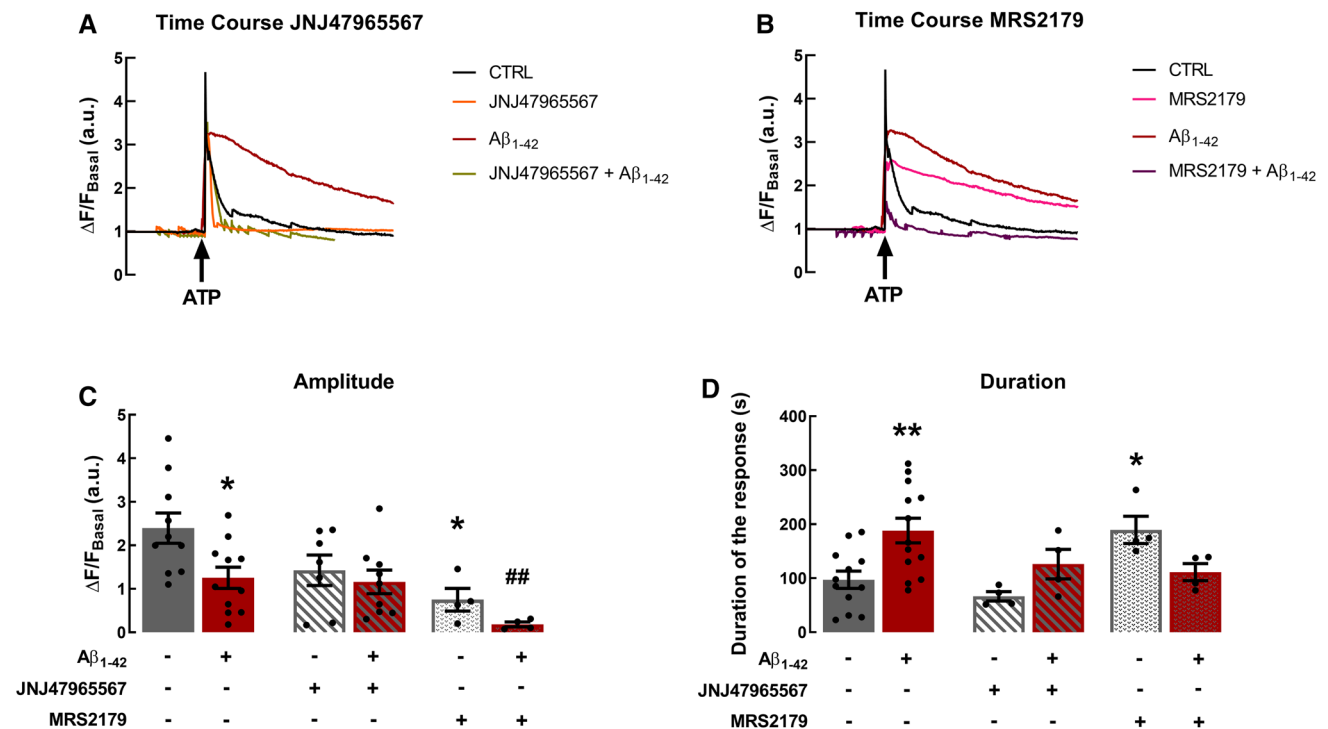 A
Time Course JNJ47965567
ΔF/F_Basal (a.u.)
5
4
3
2
1
0
ATP
CTRL
JNJ47965567
Aβ1-42
JNJ47965567 + Aβ1-42
B
Time Course MRS2179
ΔF/F_Basal (a.u.)
5
4
3
2
1
0
ATP
CTRL
MRS2179
Aβ1-42
MRS2179 + Aβ1-42
C
Amplitude
ΔF/F_Basal (a.u.)
5
4
3
2
1
0
*
*
##
Aβ1-42 - + - + - +
JNJ47965567 - - + + - -
MRS2179 - - - - + +
D
Duration
Duration of the response (s)
400
300
200
100
0
**
*
Aβ1-42 - + - + - +
JNJ47965567 - - + + - -
MRS2179 - - - - + +